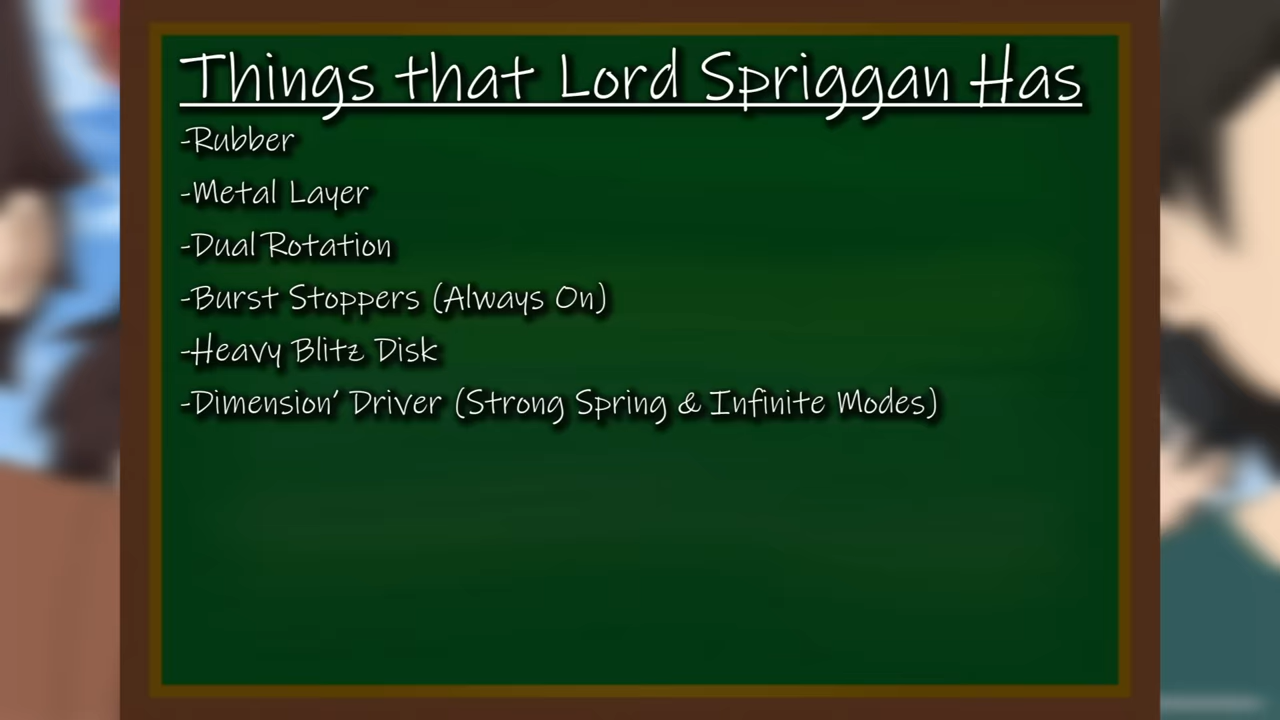 Things that Lord Spriggan Has
-Rubber
-Metal Layer
-Dual Rotation
-Burst Stoppers (Always On)
-Heavy Blitz Disk
-Dimension' Driver (Strong Spring & Infinite Modes)